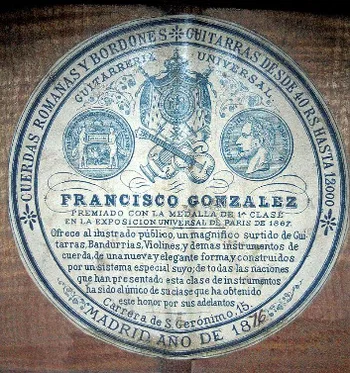 CUERDAS ROMANAS Y BORDONES
GUITARRAS DESDE 40 RS HASTA 12000
GUITARRERIA UNIVERSAL
FRANCISCO GONZALEZ
PREMIADO CON LA MEDALLA DE 1ª CLASE
EN LA EXPOSICION UNIVERSAL DE PARIS DE 1867.
Ofrece al ilustrado público, un magnífico surtido de Gui-
tarras, Bandurrias, Violines, y demas instrumentos de
cuerda, de una nueva y elegante forma, y construidos
por un sistema especial suyo; de todas las naciones
que han presentado esta clase de instrumentos
ha sido el único de su clase que ha obtenido
este honor por sus adelantos.
Carrera de S. Gerónimo, 15.
MADRID AÑO DE 1876.